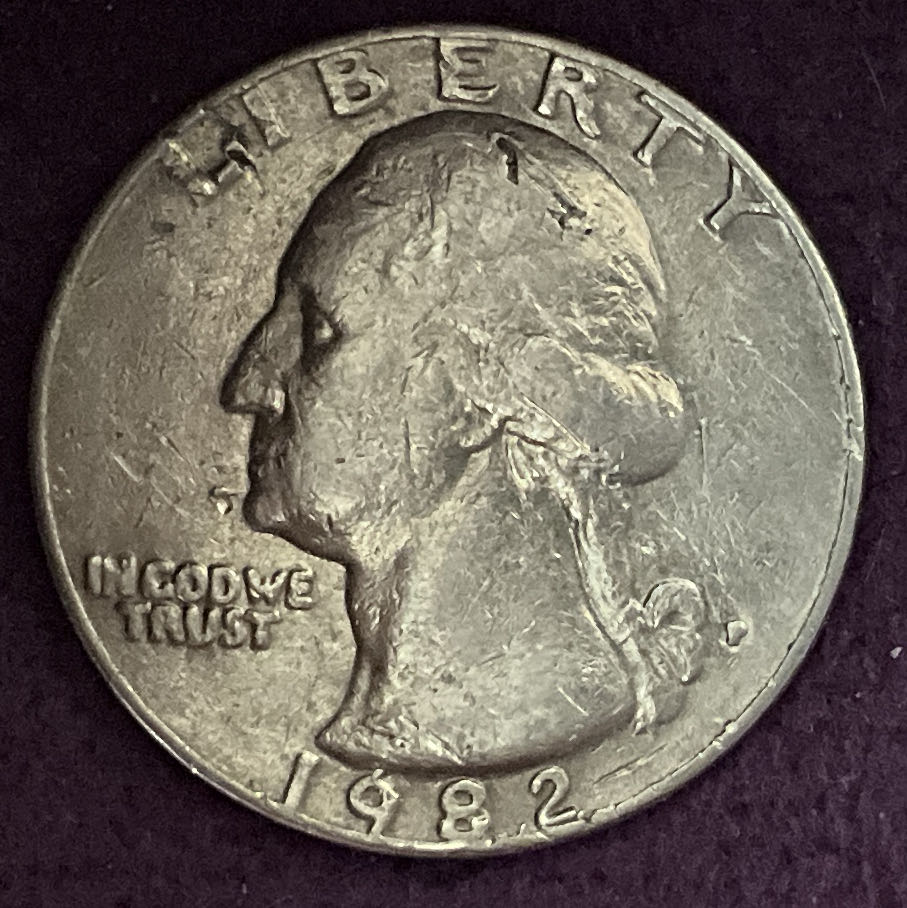 LIBERTY
IN GOD WE
TRUST
1982